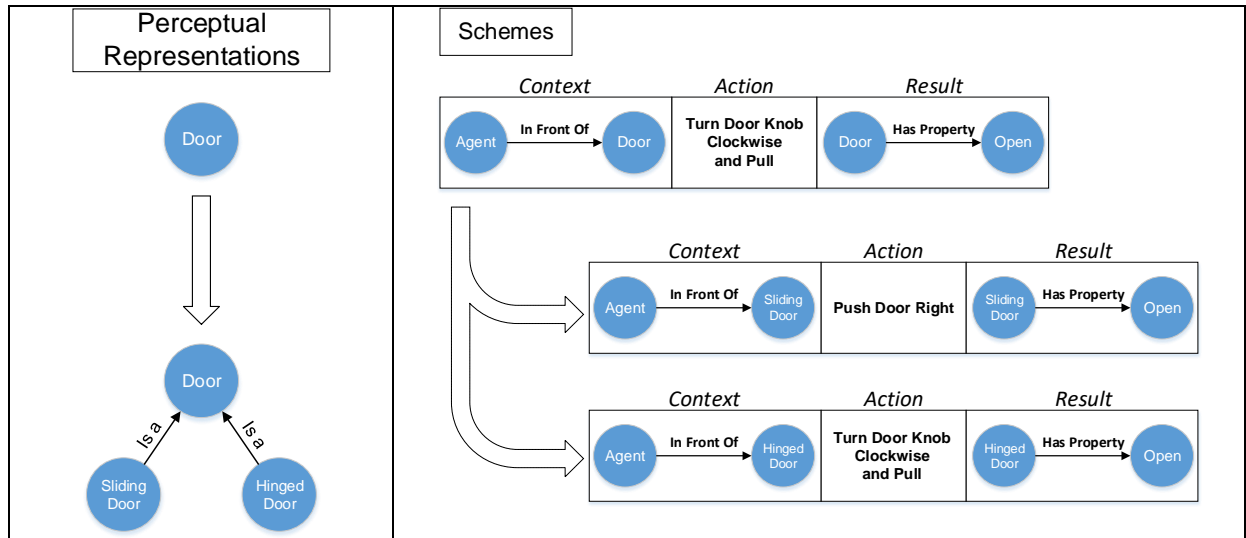 Perceptual
Representations
Door
Door
Is a
Is a
Sliding
Door
Hinged
Door
Schemes
Context
Action
Result
Agent
In Front Of
Door
Turn Door Knob
Clockwise
and Pull
Door
Has Property
Open
Context
Action
Result
Agent
In Front Of
Sliding
Door
Push Door Right
Sliding
Door
Has Property
Open
Context
Action
Result
Agent
In Front Of
Hinged
Door
Turn Door Knob
Clockwise
and Pull
Hinged
Door
Has Property
Open